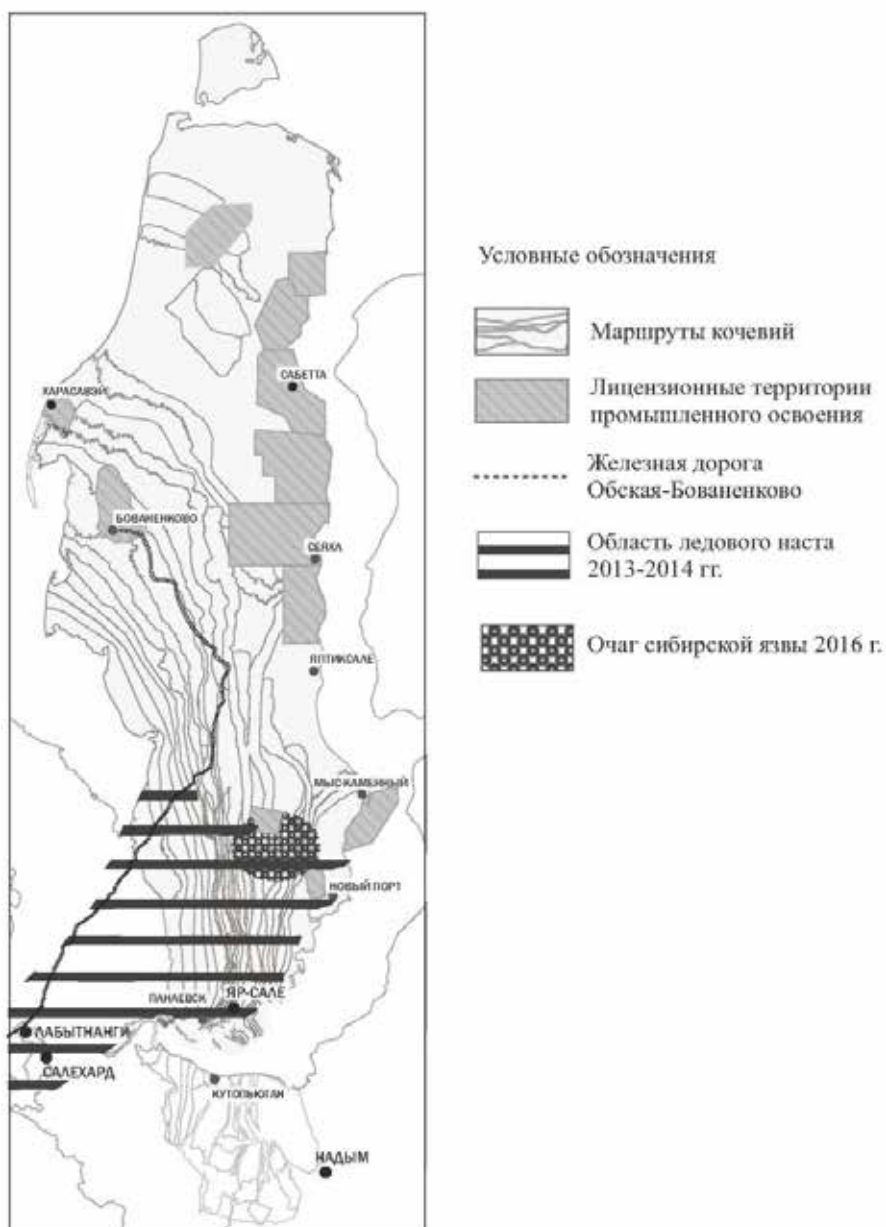 Условные обозначения
Маршруты кочевий
Лицензионные территории
промышленного освоения
Железная дорога
Обская-Бованенково
Область ледового наста
2013-2014 гг.
Очаг сибирской язвы 2016 г.
САБЕТТА
ХАРАСАВЭЙ
БОВАНЕНКОВО
СЕЯХА
ЯПТИКСАЛЕ
МЫС КАМЕННЫЙ
НОВЫЙ ПОРТ
ПАНАЕВСК
ЯР-САЛЕ
ЛАБЫТНАНГИ
САЛЕХАРД
КУТОПЬЮГАН
НАДЫМ